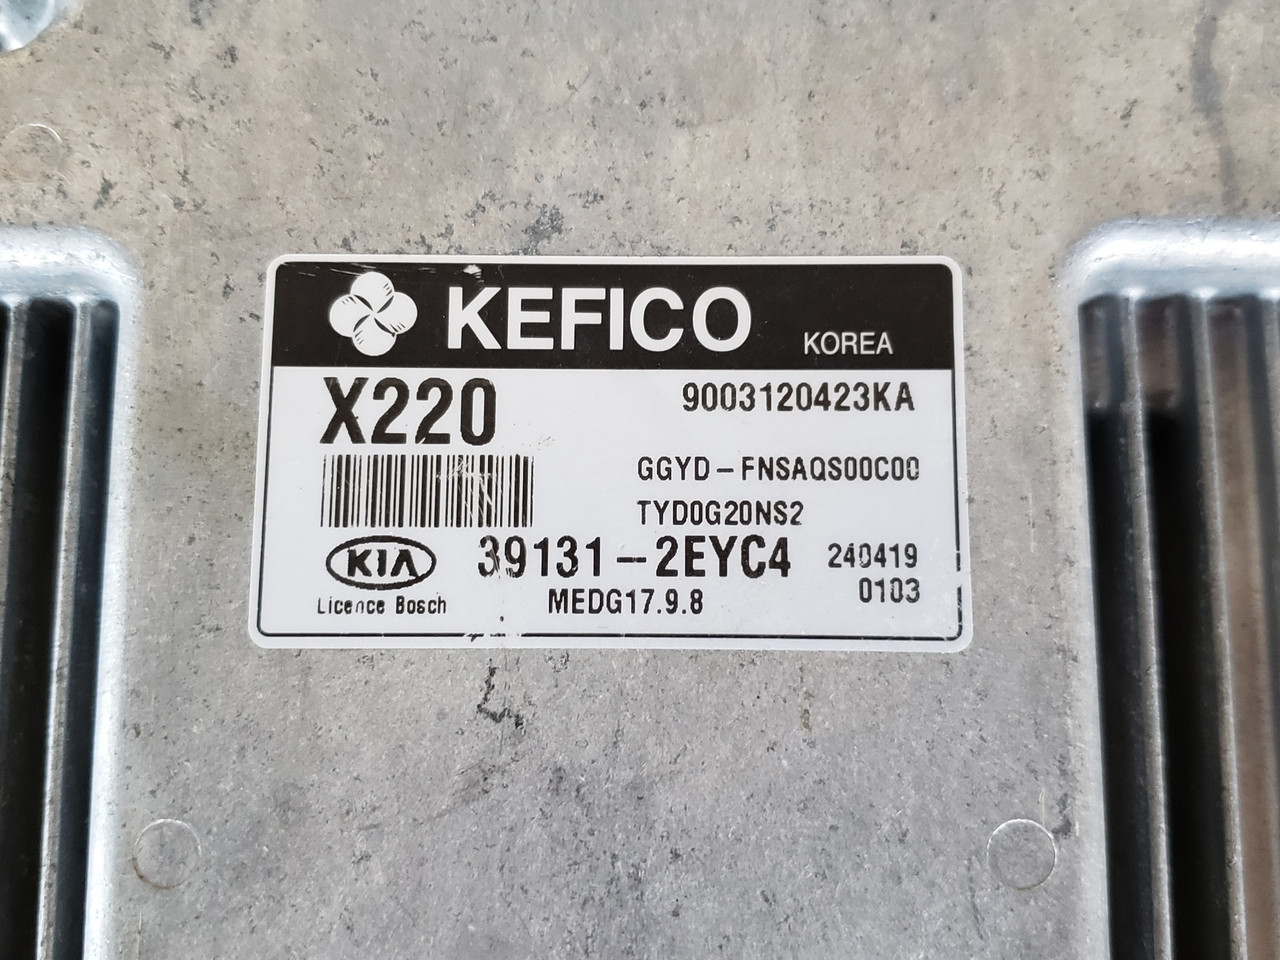 KEFICO KOREA
X220 9003120423KA
GGYD-FNSAQS00C00
TYD0G20NS2
KIA 39131-2EYC4 240419
Licence Bosch MEDG17.9.8 0103